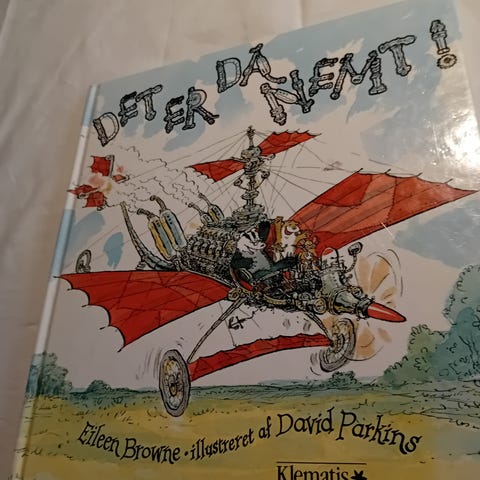 DET ER DA NEMT!
Eileen Browne · illustreret af David Parkins
Klematis